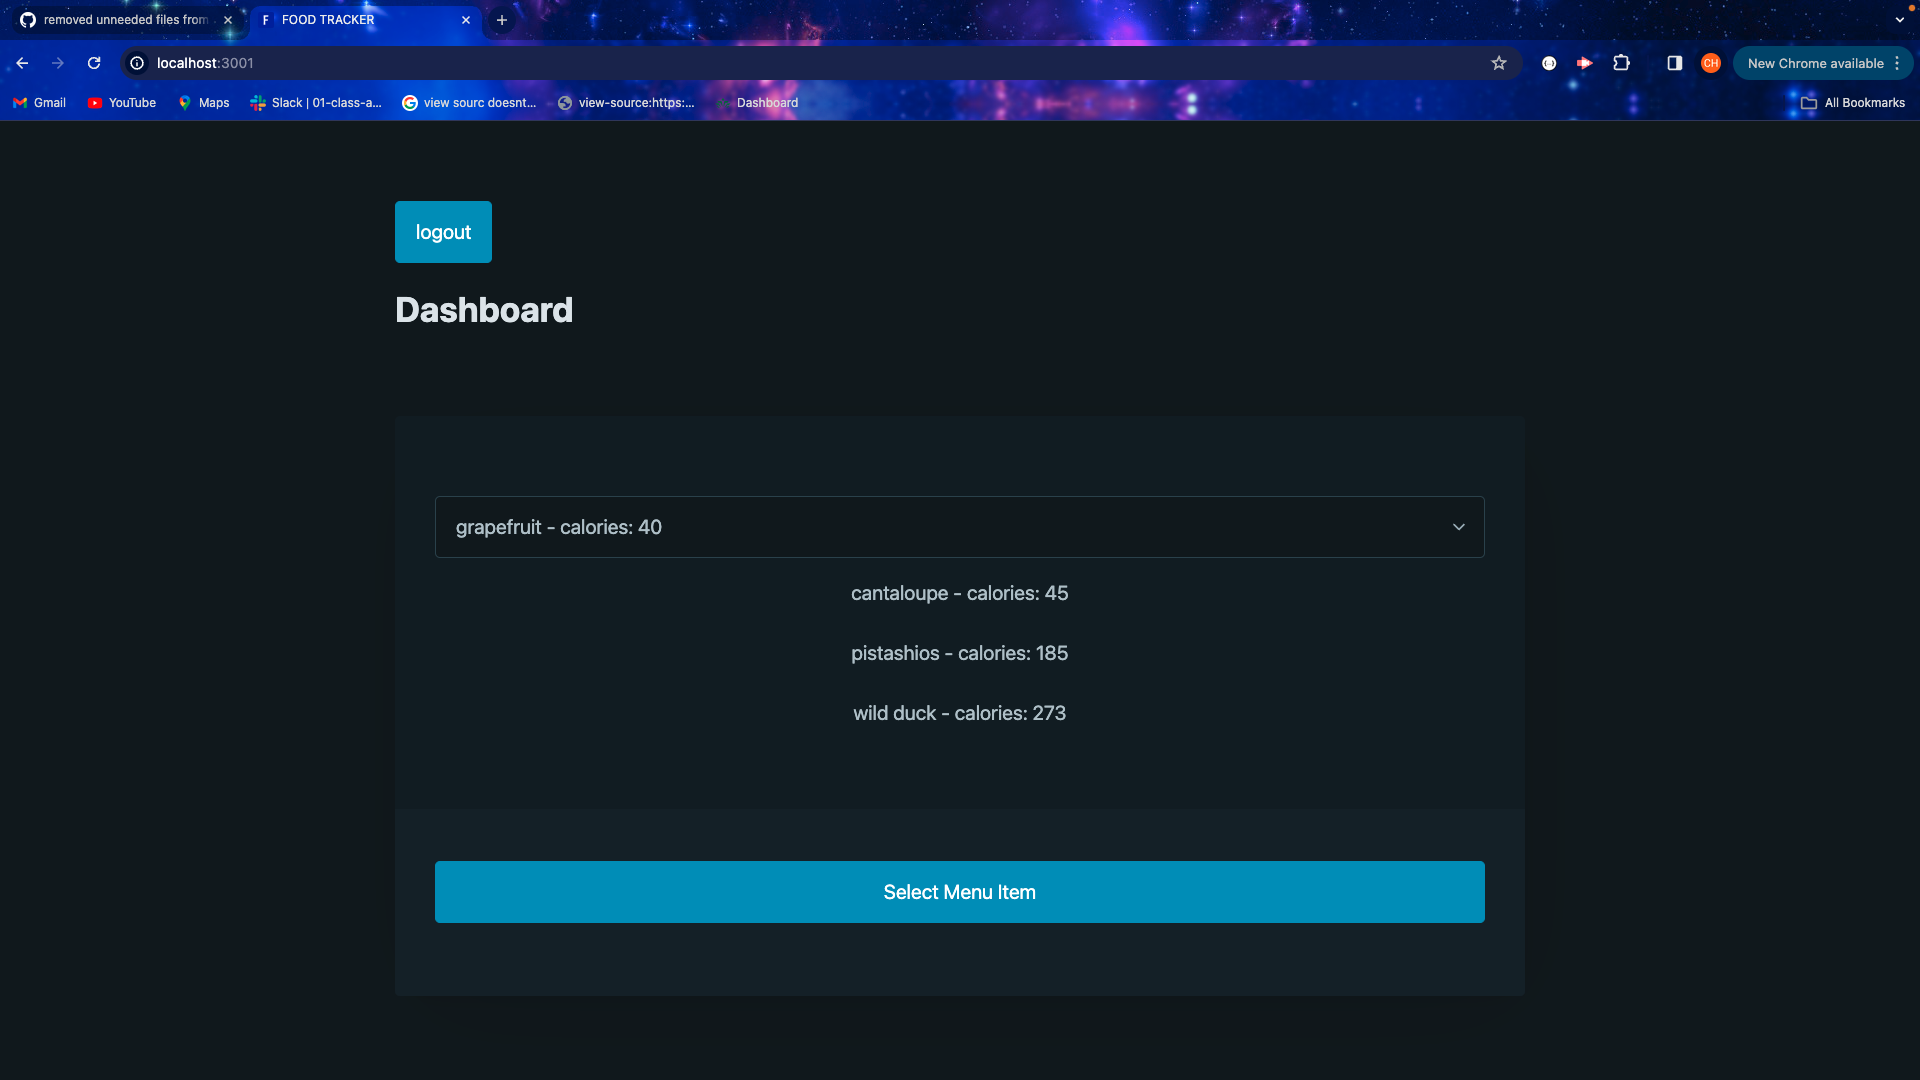 removed unneeded files from
F FOOD TRACKER
localhost:3001
CH
New Chrome available
Gmail
YouTube
Maps
Slack | 01-class-a...
view sourc doesnt...
view-source:https:...
Dashboard
All Bookmarks
logout
Dashboard
grapefruit - calories: 40
cantaloupe - calories: 45
pistashios - calories: 185
wild duck - calories: 273
Select Menu Item